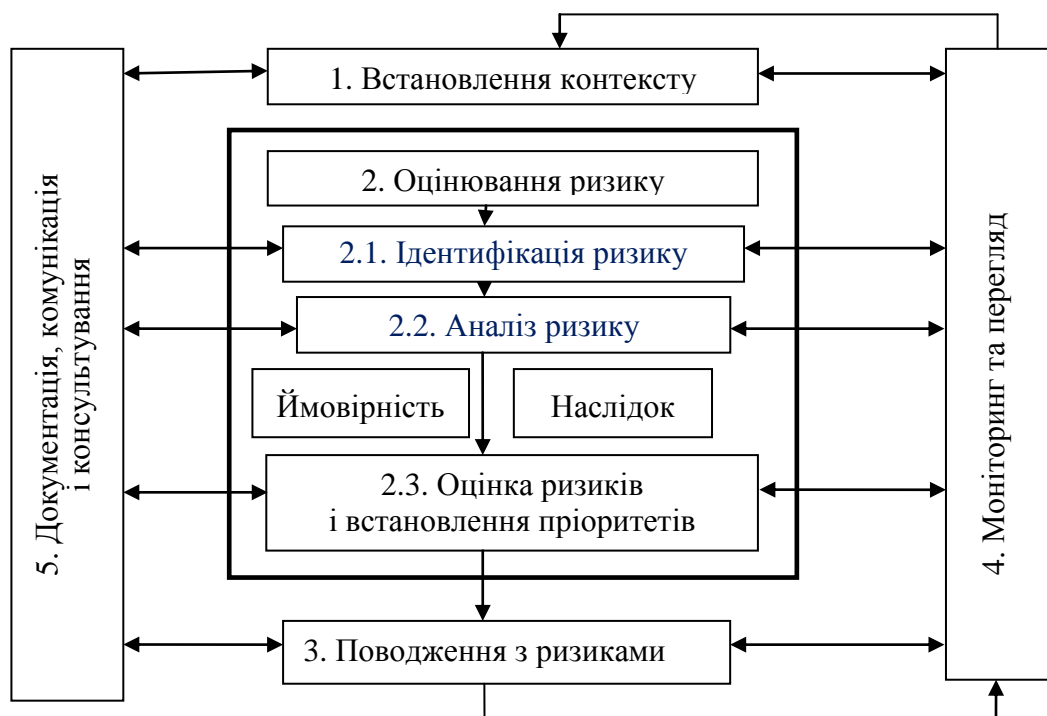 1. Встановлення контексту
2. Оцінювання ризику
2.1. Ідентифікація ризику
2.2. Аналіз ризику
Ймовірність
Наслідок
2.3. Оцінка ризиків
і встановлення пріоритетів
3. Поводження з ризиками
5. Документація, комунікація
і консультування
4. Моніторинг та перегляд